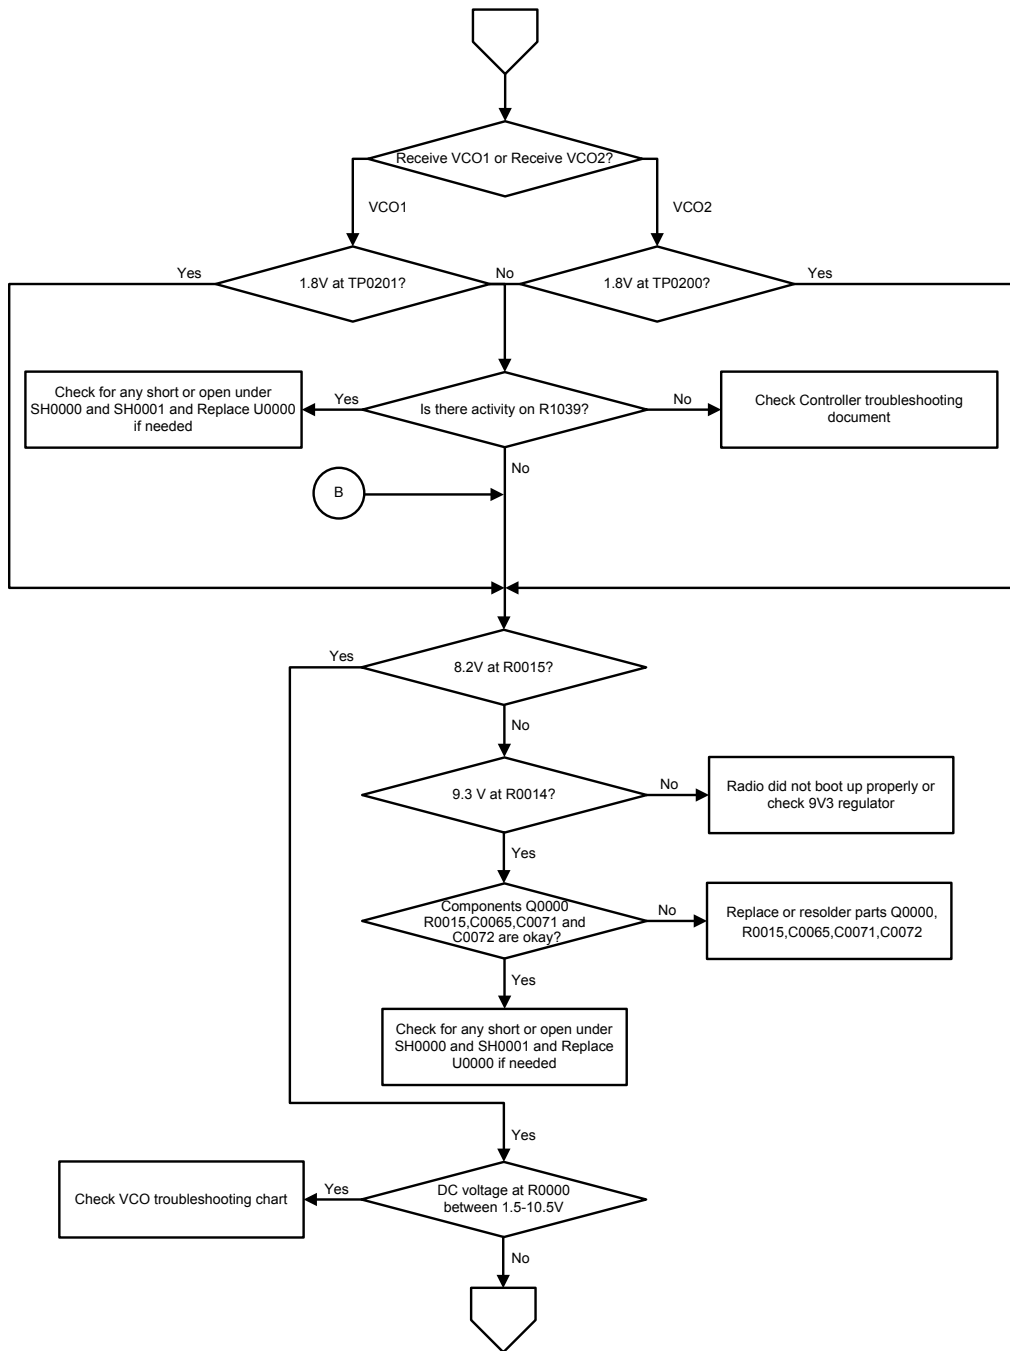 Receive VCO1 or Receive VCO2?
VCO1
VCO2
Yes
1.8V at TP0201?
No
1.8V at TP0200?
Yes
Check for any short or open under
SH0000 and SH0001 and Replace U0000
if needed
Yes
Is there activity on R1039?
No
Check Controller troubleshooting
document
No
B
Yes
8.2V at R0015?
No
9.3 V at R0014?
No
Radio did not boot up properly or
check 9V3 regulator
Yes
Components Q0000
R0015,C0065,C0071 and
C0072 are okay?
No
Replace or resolder parts Q0000,
R0015,C0065,C0071,C0072
Yes
Check for any short or open under
SH0000 and SH0001 and Replace
U0000 if needed
Yes
Check VCO troubleshooting chart
Yes
DC voltage at R0000
between 1.5-10.5V
No